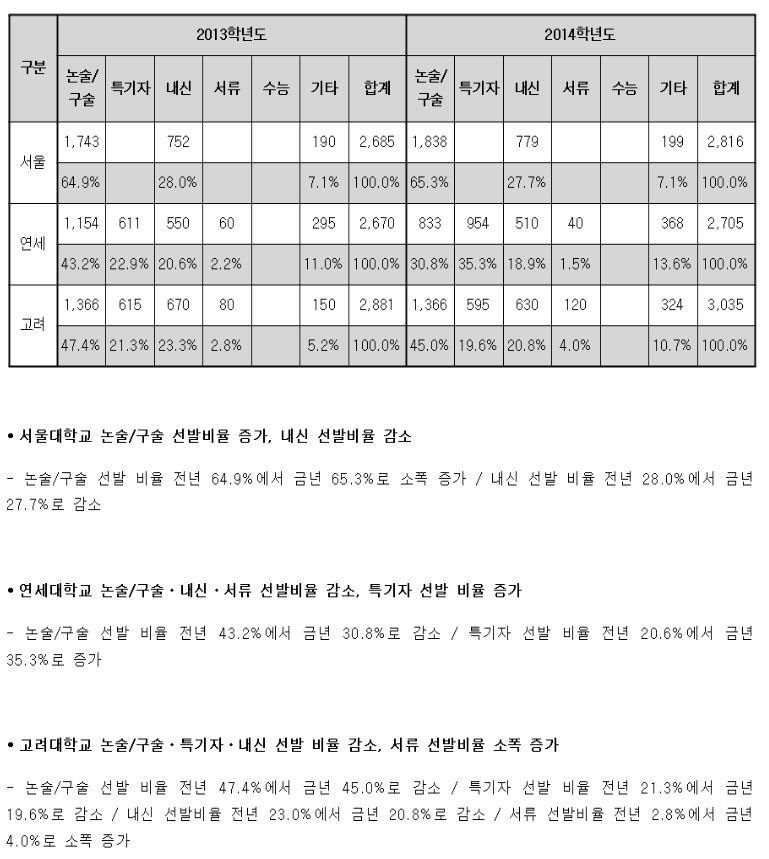 구분 2013학년도 2014학년도
논술/구술 특기자 내신 서류 수능 기타 합계 논술/구술 특기자 내신 서류 수능 기타 합계
서울 1,743 752 190 2,685 1,838 779 199 2,816
64.9% 28.0% 7.1% 100.0% 65.3% 27.7% 7.1% 100.0%
연세 1,154 611 550 60 295 2,670 833 954 510 40 368 2,705
43.2% 22.9% 20.6% 2.2% 11.0% 100.0% 30.8% 35.3% 18.9% 1.5% 13.6% 100.0%
고려 1,366 615 670 80 150 2,881 1,366 595 630 120 324 3,035
47.4% 21.3% 23.3% 2.8% 5.2% 100.0% 45.0% 19.6% 20.8% 4.0% 10.7% 100.0%
• 서울대학교 논술/구술 선발비율 증가, 내신 선발비율 감소
- 논술/구술 선발 비율 전년 64.9%에서 금년 65.3%로 소폭 증가 / 내신 선발 비율 전년 28.0%에서 금년
27.7%로 감소
• 연세대학교 논술/구술·내신·서류 선발비율 감소, 특기자 선발 비율 증가
- 논술/구술 선발 비율 전년 43.2%에서 금년 30.8%로 감소 / 특기자 선발 비율 전년 20.6%에서 금년
35.3%로 증가
• 고려대학교 논술/구술·특기자·내신 선발 비율 감소, 서류 선발비율 소폭 증가
- 논술/구술 선발 비율 전년 47.4%에서 금년 45.0%로 감소 / 특기자 선발 비율 전년 21.3%에서 금년
19.6%로 감소 / 내신 선발비율 전년 23.0%에서 금년 20.8%로 감소 / 서류 선발비율 전년 2.8%에서 금년
4.0%로 소폭 증가